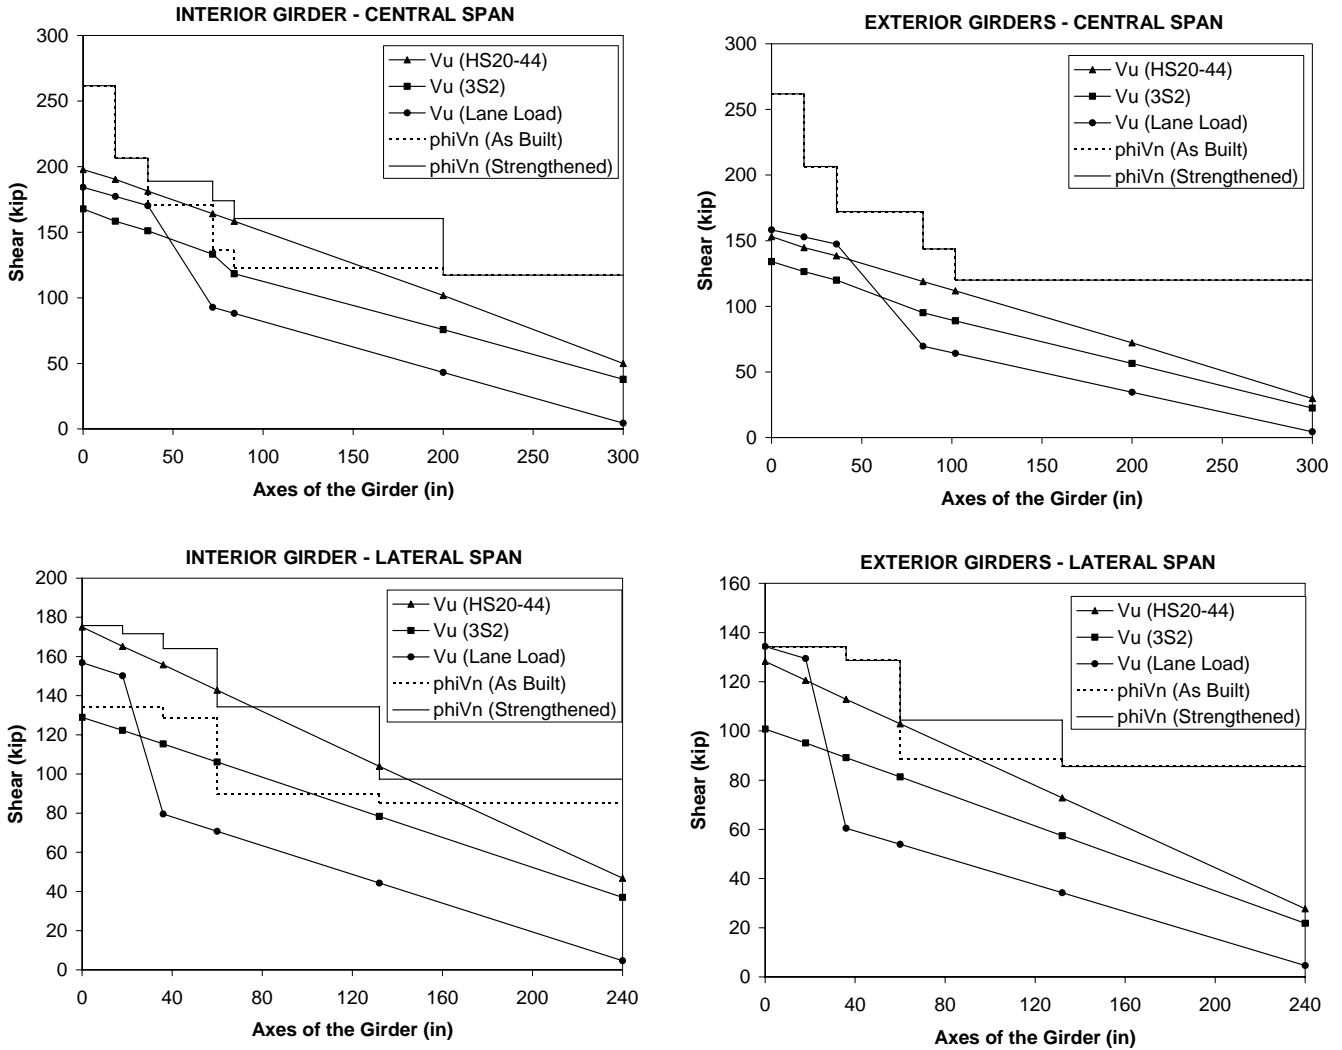 INTERIOR GIRDER - CENTRAL SPAN
300
250
200
150
100
50
0
Shear (kip)
0 50 100 150 200 250 300
Axes of the Girder (in)
Vu (HS20-44)
Vu (3S2)
Vu (Lane Load)
phiVn (As Built)
phiVn (Strengthened)
EXTERIOR GIRDERS - CENTRAL SPAN
300
250
200
150
100
50
0
Shear (kip)
0 50 100 150 200 250 300
Axes of the Girder (in)
Vu (HS20-44)
Vu (3S2)
Vu (Lane Load)
phiVn (As Built)
phiVn (Strengthened)
INTERIOR GIRDER - LATERAL SPAN
200
180
160
140
120
100
80
60
40
20
0
Shear (kip)
0 40 80 120 160 200 240
Axes of the Girder (in)
Vu (HS20-44)
Vu (3S2)
Vu (Lane Load)
phiVn (As Built)
phiVn (Strengthened)
EXTERIOR GIRDERS - LATERAL SPAN
160
140
120
100
80
60
40
20
0
Shear (kip)
0 40 80 120 160 200 240
Axes of the Girder (in)
Vu (HS20-44)
Vu (3S2)
Vu (Lane Load)
phiVn (As Built)
phiVn (Strengthened)